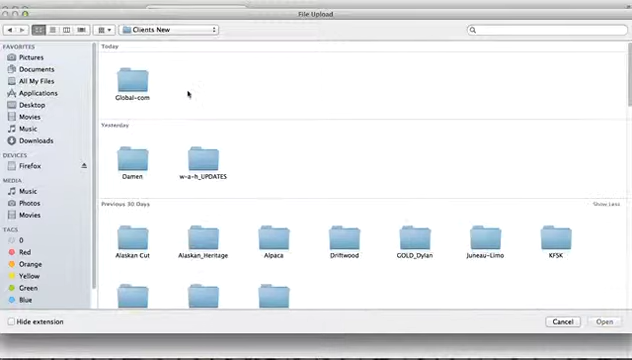 File Upload
Clients New
FAVORITES
Pictures
Documents
All My Files
Applications
Desktop
Movies
Music
Downloads
DEVICES
Firefox
MEDIA
Music
Photos
Movies
TAGS
0
Red
Orange
Yellow
Green
Blue
Today
Global-com
Yesterday
Damen
w-a-h_UPDATES
Previous 30 Days
Show Less
Alaskan Cut
Alaskan_Heritage
Alpaca
Driftwood
GOLD_Dylan
Juneau-Limo
KFSK
Hide extension
Cancel
Open